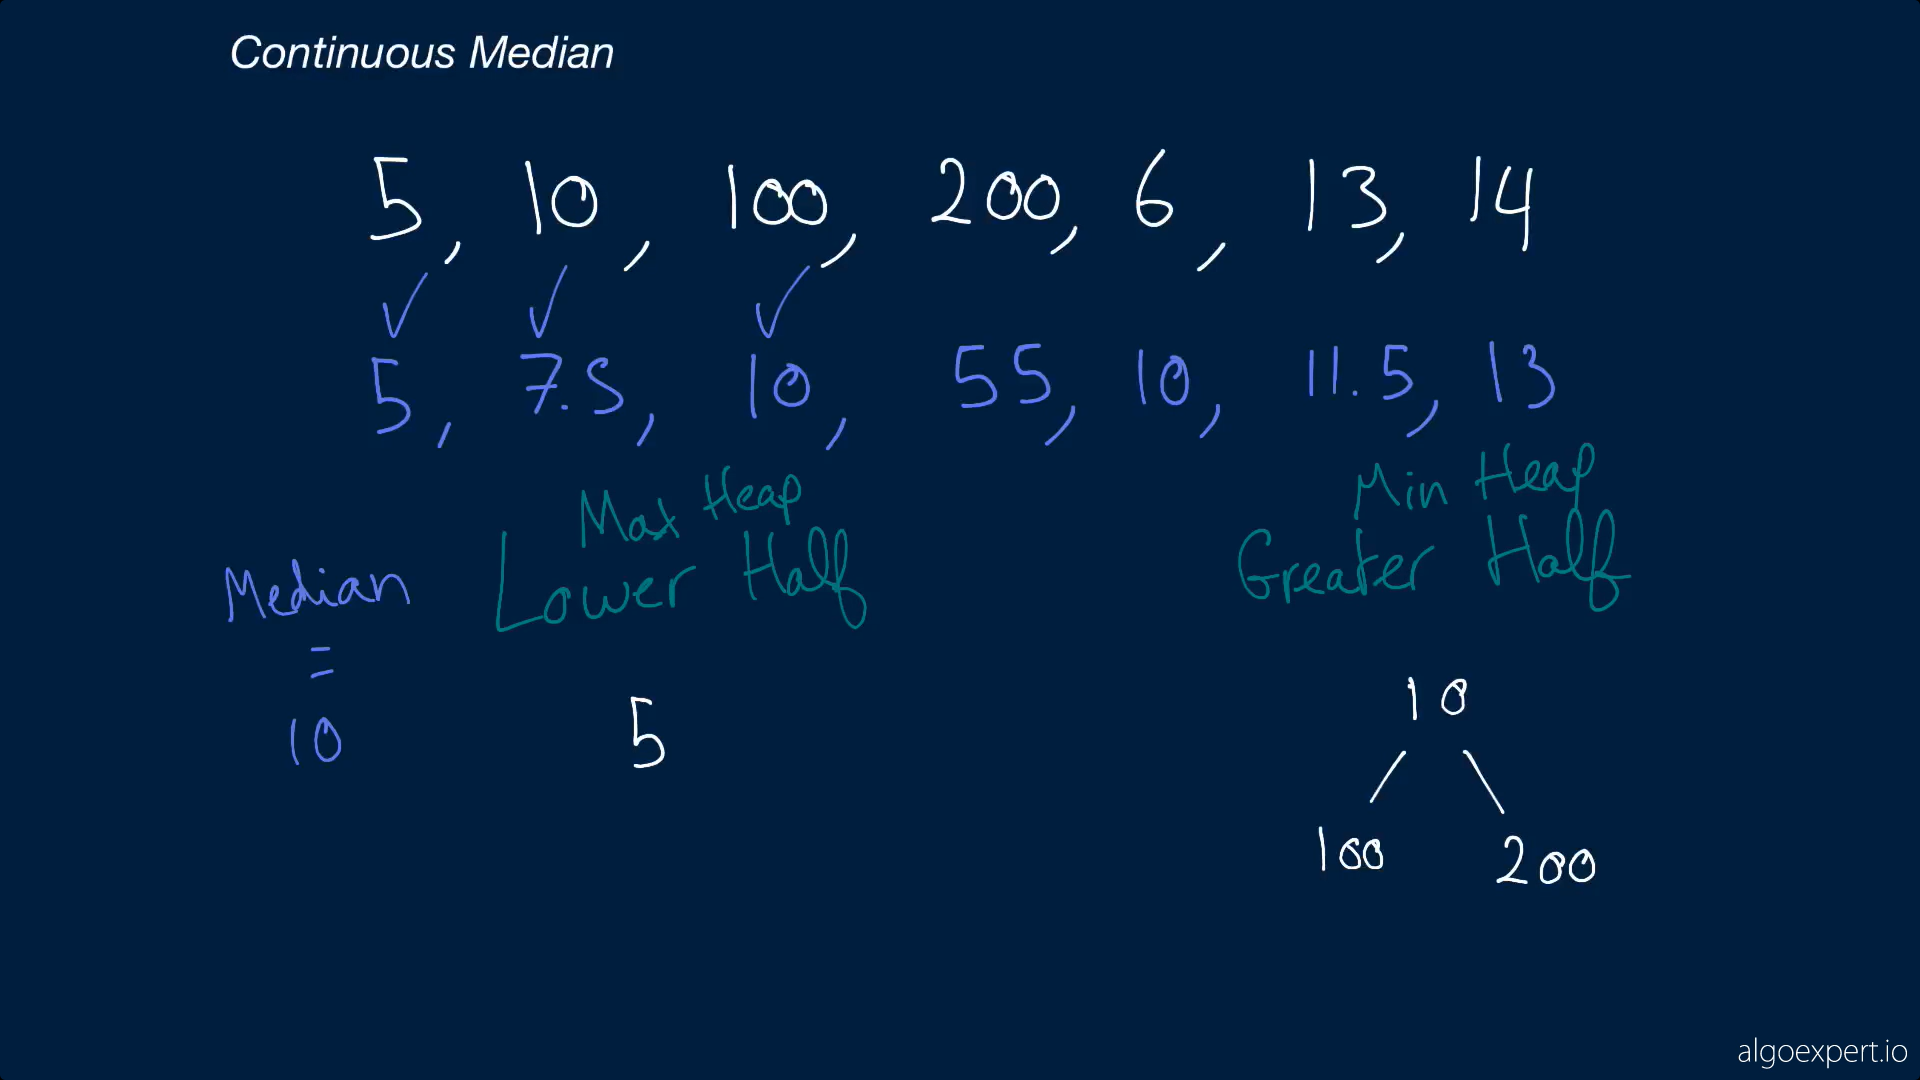 Continuous Median
5, 10, 100, 200, 6, 13, 14
5, 7.5, 10, 55, 10, 11.5, 13
Max Heap
Lower Half
Min Heap
Greater Half
Median
=
10
5
10
100 200
algoexpert.io